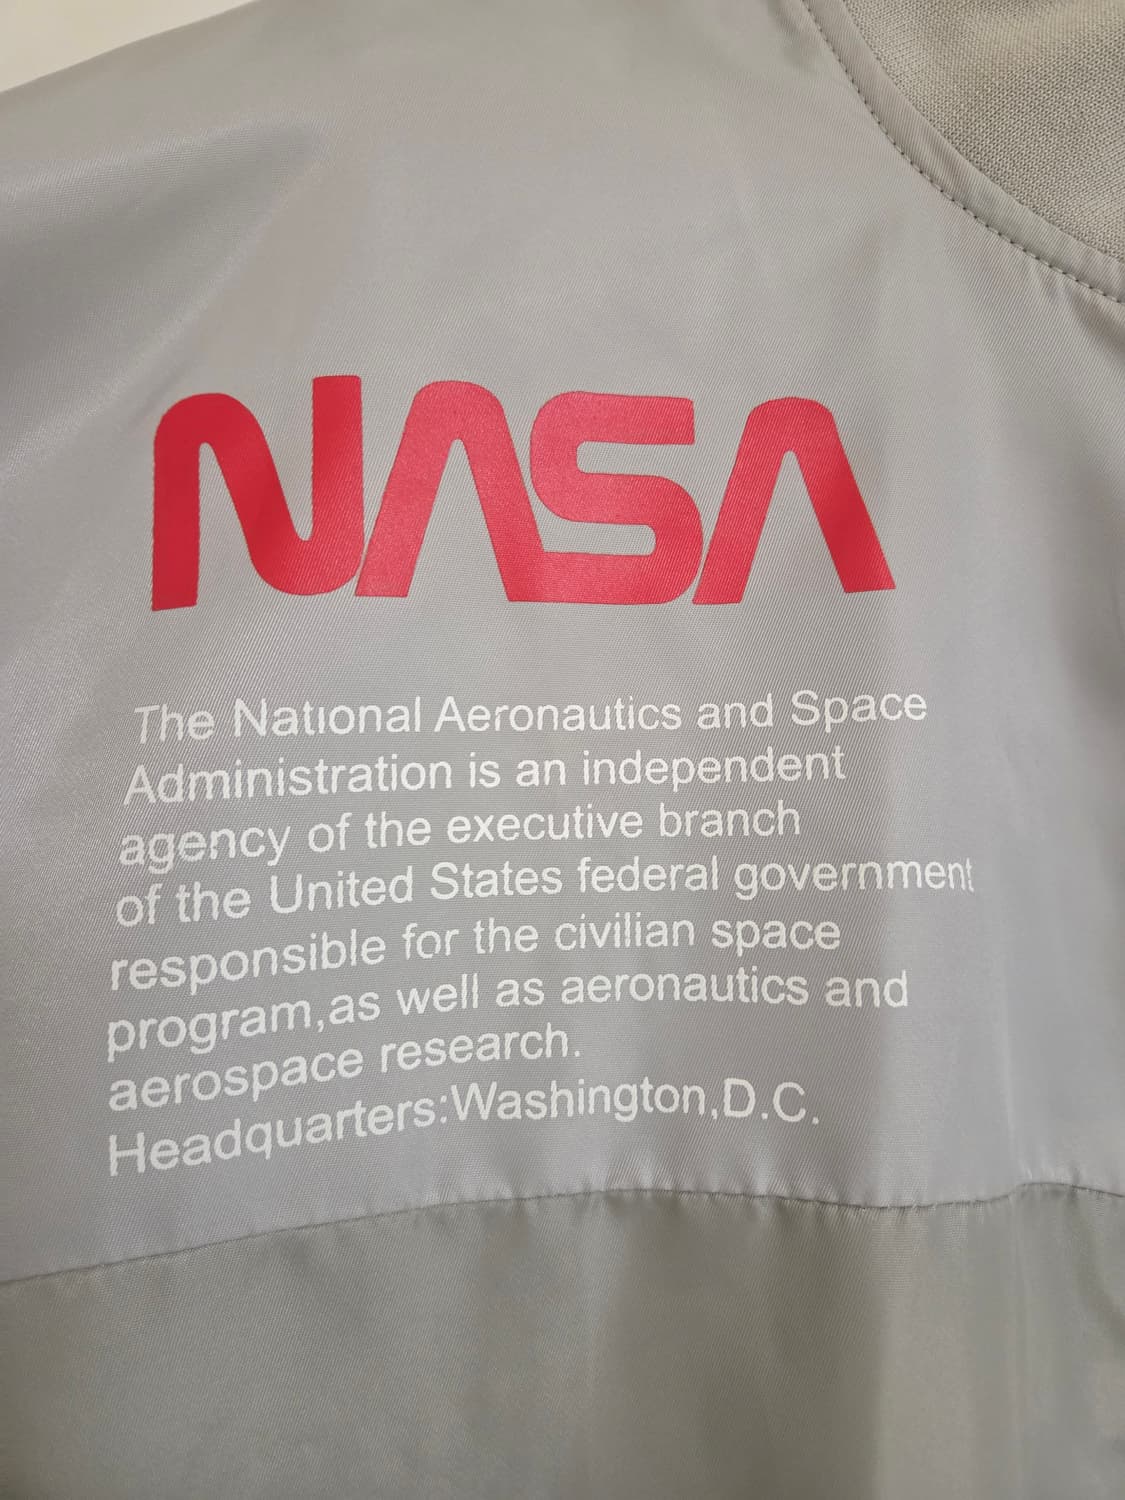 NASA
The National Aeronautics and Space
Administration is an independent
agency of the executive branch
of the United States federal government
responsible for the civilian space
program,as well as aeronautics and
aerospace research.
Headquarters:Washington,D.C.